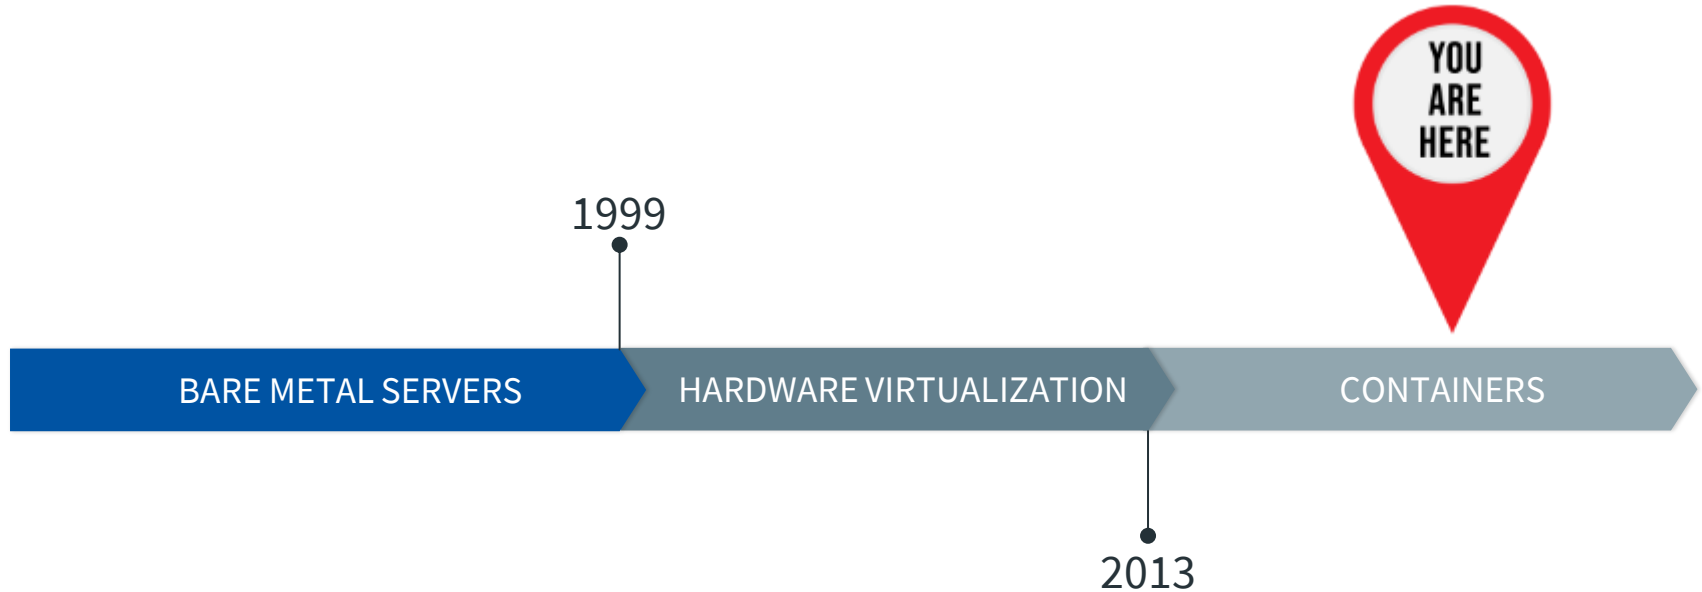 YOU
ARE
HERE
1999
BARE METAL SERVERS
HARDWARE VIRTUALIZATION
CONTAINERS
2013